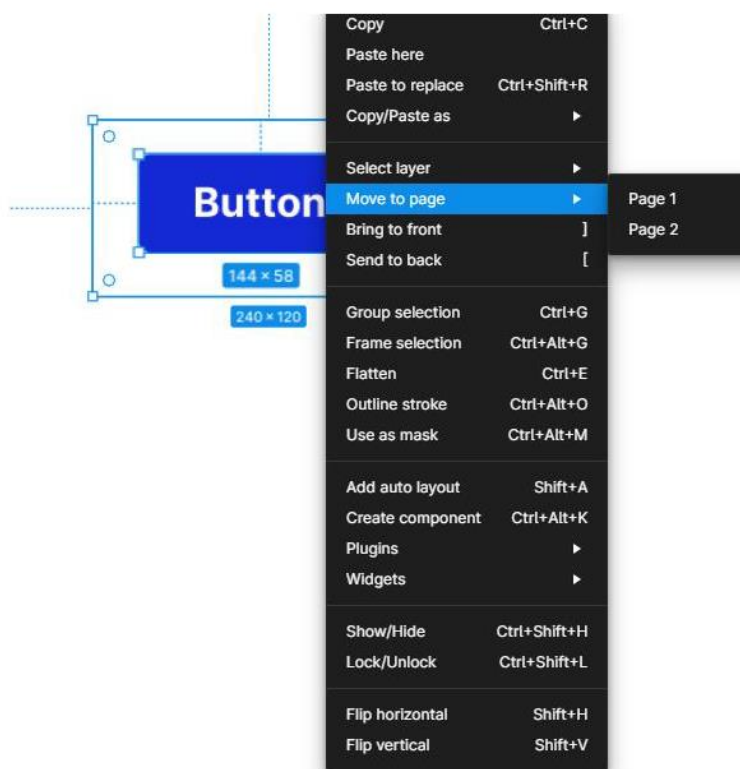 Copy Ctrl+C
Paste here
Paste to replace Ctrl+Shift+R
Copy/Paste as
Select layer
Move to page
Page 1
Bring to front ]
Page 2
Send to back [
Button
144 × 58
240 × 120
Group selection Ctrl+G
Frame selection Ctrl+Alt+G
Flatten Ctrl+E
Outline stroke Ctrl+Alt+O
Use as mask Ctrl+Alt+M
Add auto layout Shift+A
Create component Ctrl+Alt+K
Plugins
Widgets
Show/Hide Ctrl+Shift+H
Lock/Unlock Ctrl+Shift+L
Flip horizontal Shift+H
Flip vertical Shift+V